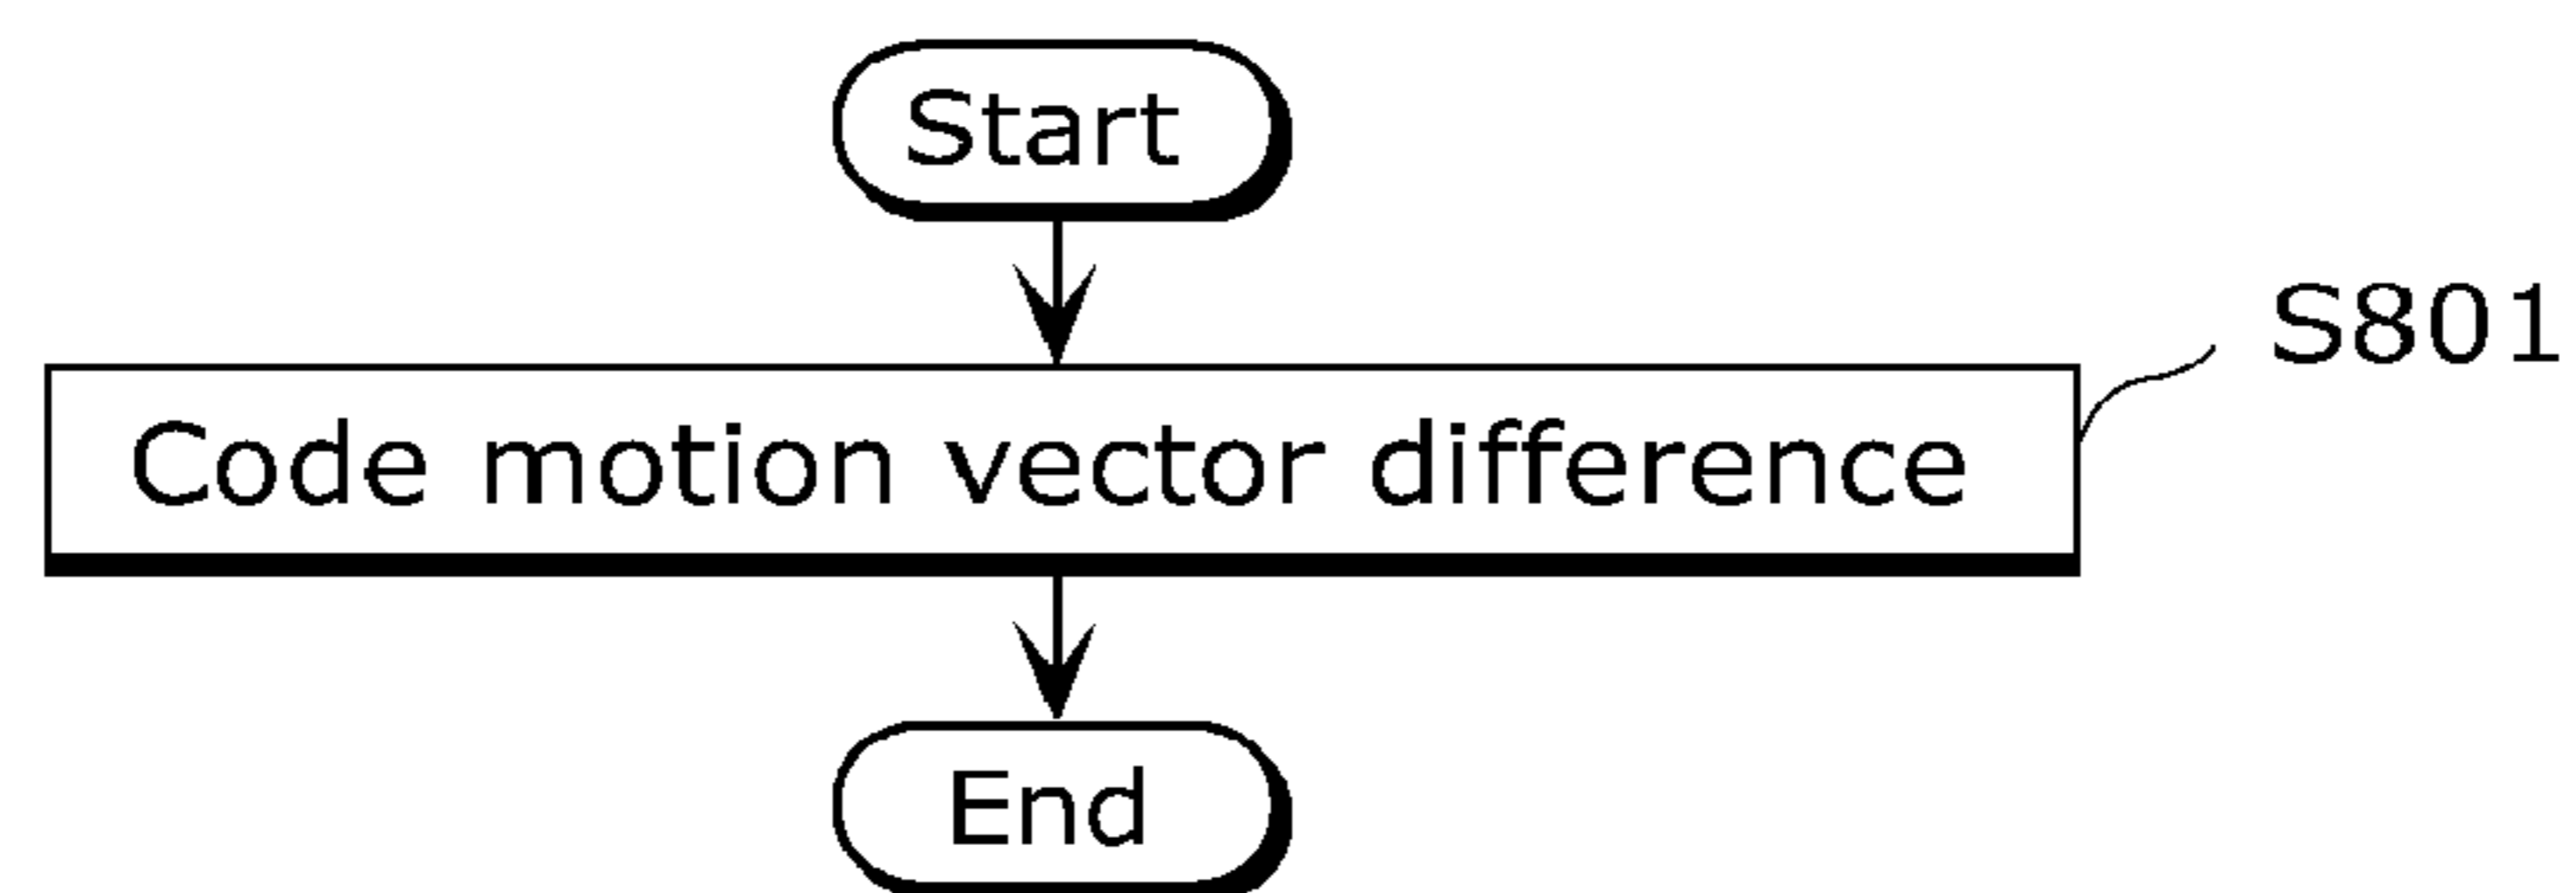 Start
S801
Code motion vector difference
End